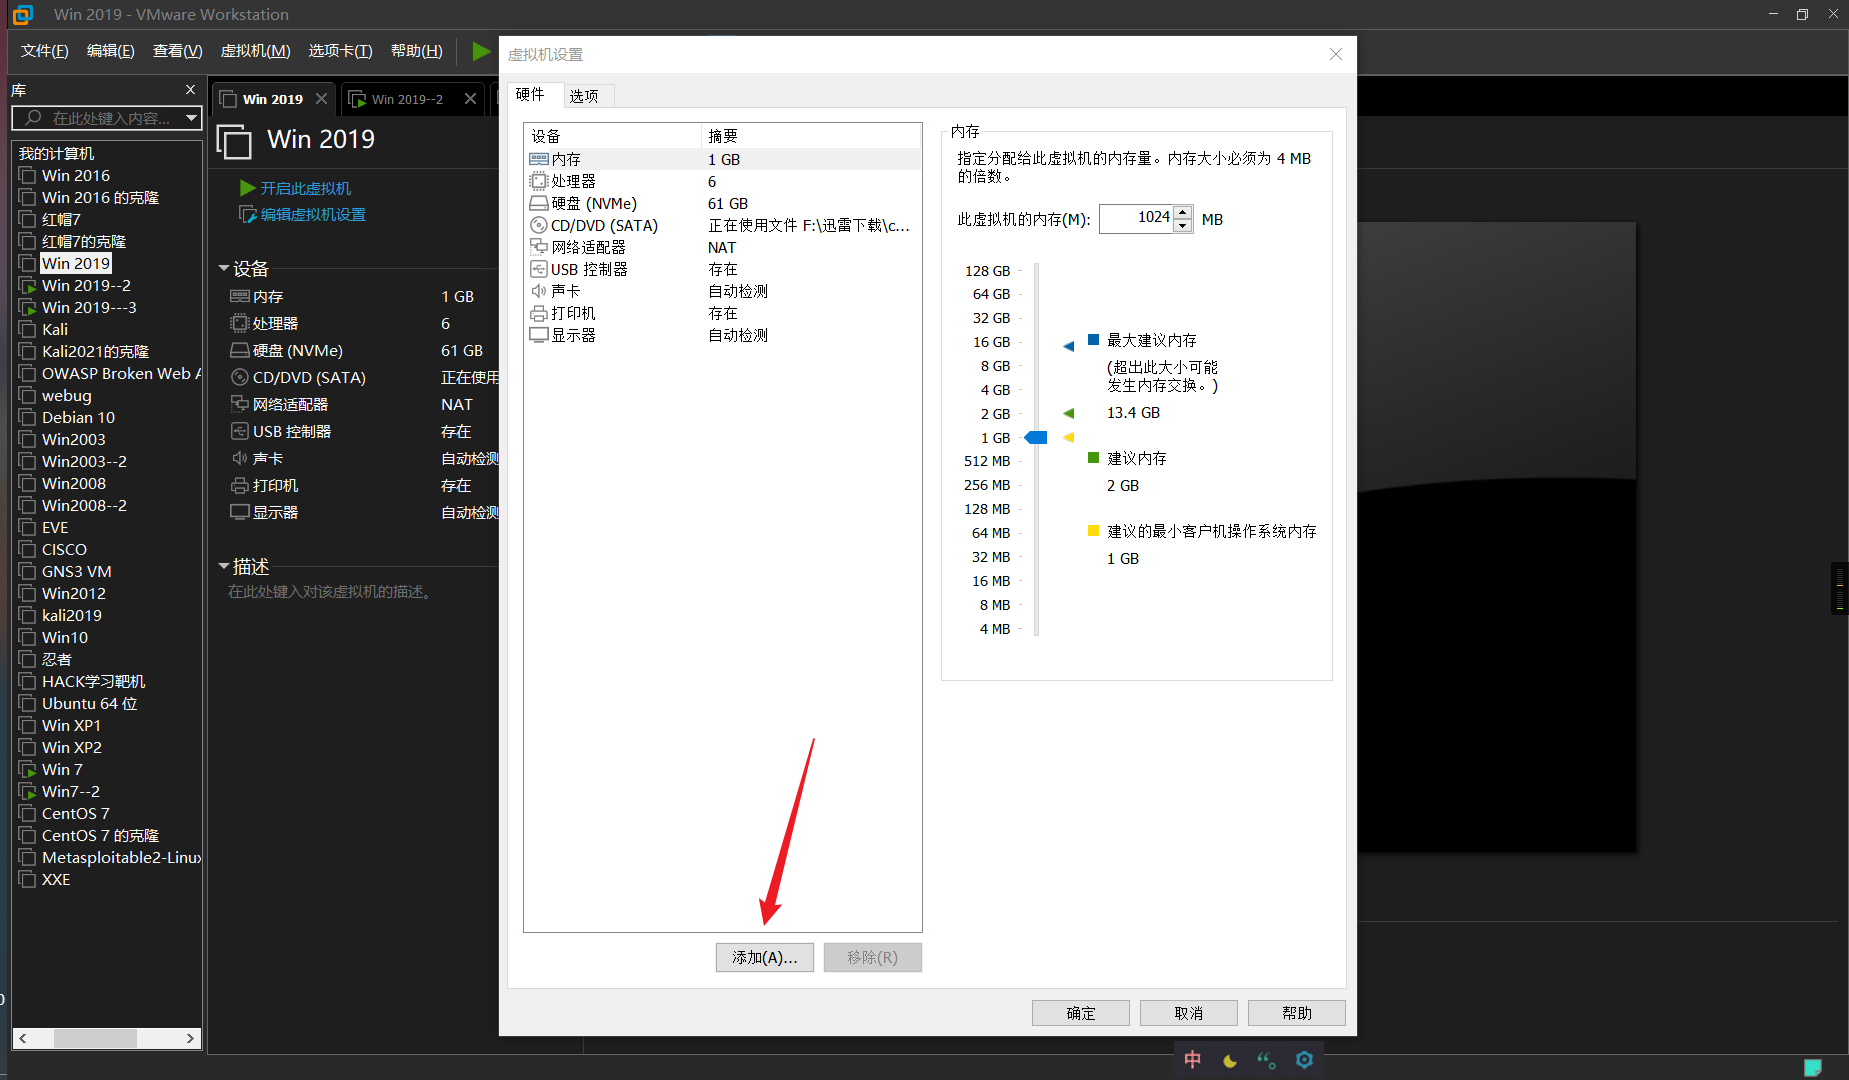 Win 2019 - VMware Workstation
文件(F) 编辑(E) 查看(V) 虚拟机(M) 选项卡(T) 帮助(H)
库
在此处键入内容...
我的计算机
Win 2016
Win 2016 的克隆
红帽7
红帽7的克隆
Win 2019
Win 2019--2
Win 2019---3
Kali
Kali2021的克隆
OWASP Broken Web A
webug
Debian 10
Win2003
Win2003--2
Win2008
Win2008--2
EVE
CISCO
GNS3 VM
Win2012
kali2019
Win10
忍者
HACK学习靶机
Ubuntu 64 位
Win XP1
Win XP2
Win 7
Win7--2
CentOS 7
CentOS 7 的克隆
Metasploitable2-Linux
XXE
Win 2019 Win 2019--2
Win 2019
开启此虚拟机
编辑虚拟机设置
设备
内存 1 GB
处理器 6
硬盘 (NVMe) 61 GB
CD/DVD (SATA) 正在使用
网络适配器 NAT
USB 控制器 存在
声卡 自动检测
打印机 存在
显示器 自动检测
描述
在此处键入对该虚拟机的描述。
虚拟机设置
硬件 选项
设备 摘要
内存 1 GB
处理器 6
硬盘 (NVMe) 61 GB
CD/DVD (SATA) 正在使用文件 F:\迅雷下载\c...
网络适配器 NAT
USB 控制器 存在
声卡 自动检测
打印机 存在
显示器 自动检测
添加(A)... 移除(R)
内存
指定分配给此虚拟机的内存量。内存大小必须为 4 MB
的倍数。
此虚拟机的内存(M): 1024 MB
128 GB
64 GB
32 GB
16 GB
8 GB
4 GB
2 GB
1 GB
512 MB
256 MB
128 MB
64 MB
32 MB
16 MB
8 MB
4 MB
最大建议内存
(超出此大小可能
发生内存交换。)
13.4 GB
建议内存
2 GB
建议的最小客户机操作系统内存
1 GB
确定 取消 帮助
中